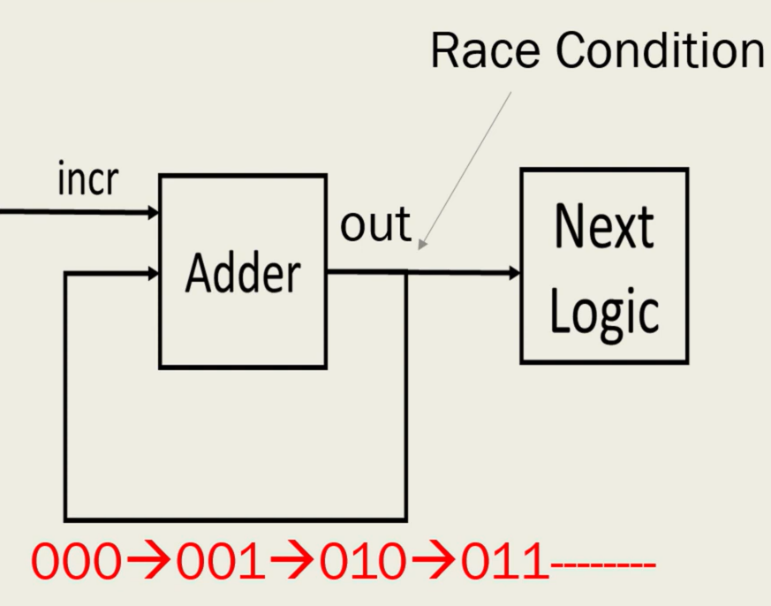 Race Condition
incr
out
Adder
Next
Logic
000→001→010→011--------